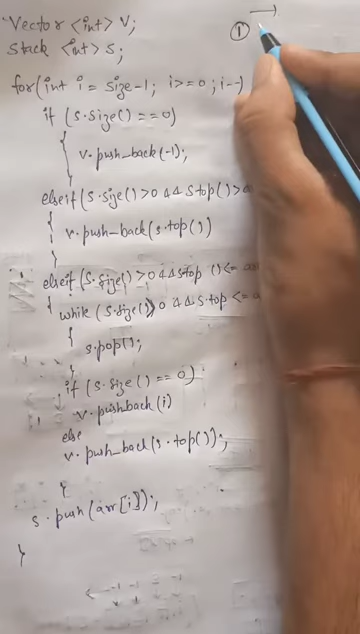 Vector <int> v;
Stack <int> s;
①
for(int i = size-1; i>=0; i--)
if (s.size() == 0)
{
v.push_back(-1);
}
elseif (s.size()>0 && s.top()>a
{
v.push_back(s.top())
}
elseif (s.size()>0 && s.top()<= ar
{ while (s.size()>0 && s.top <= a
{
s.pop();
}
if (s.size() == 0)
v.pushback(i)
else
v.push_back(s.top());
}
s.push(arr[i]);
}